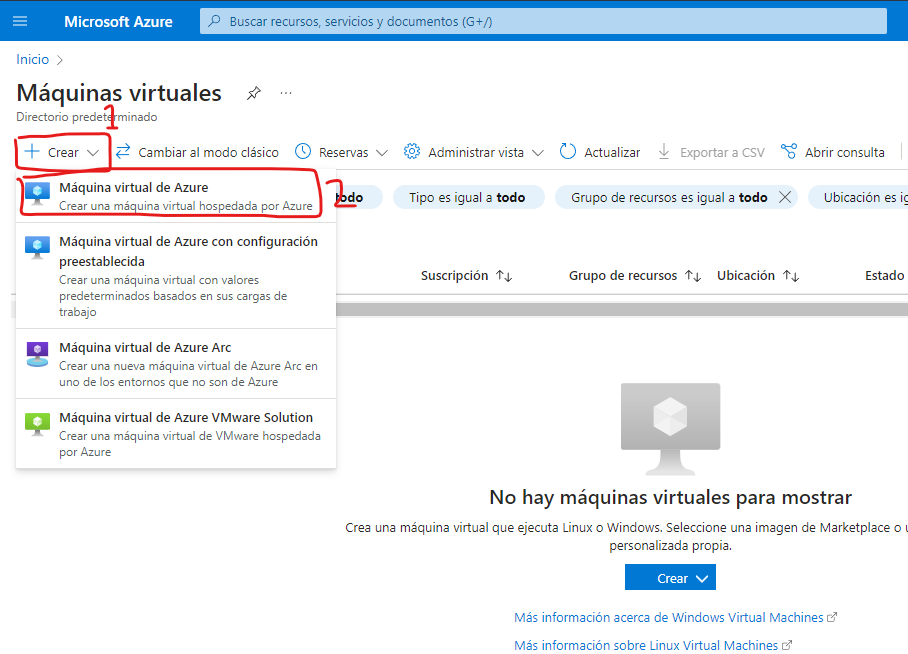 Microsoft Azure
Buscar recursos, servicios y documentos (G+/)
Inicio
Máquinas virtuales
Directorio predeterminado
1
Crear
Cambiar al modo clásico
Reservas
Administrar vista
Actualizar
Exportar a CSV
Abrir consulta
Máquina virtual de Azure
Crear una máquina virtual hospedada por Azure
2
todo
Tipo es igual a todo
Grupo de recursos es igual a todo
Ubicación es ig
Máquina virtual de Azure con configuración
preestablecida
Crear una máquina virtual con valores
predeterminados basados en sus cargas de
trabajo
Suscripción
Grupo de recursos
Ubicación
Estado
Máquina virtual de Azure Arc
Crear una nueva máquina virtual de Azure Arc en
uno de los entornos que no son de Azure
Máquina virtual de Azure VMware Solution
Crear una máquina virtual de VMware hospedada
por Azure
No hay máquinas virtuales para mostrar
Crea una máquina virtual que ejecuta Linux o Windows. Seleccione una imagen de Marketplace o u
personalizada propia.
Crear
Más información acerca de Windows Virtual Machines
Más información sobre Linux Virtual Machines